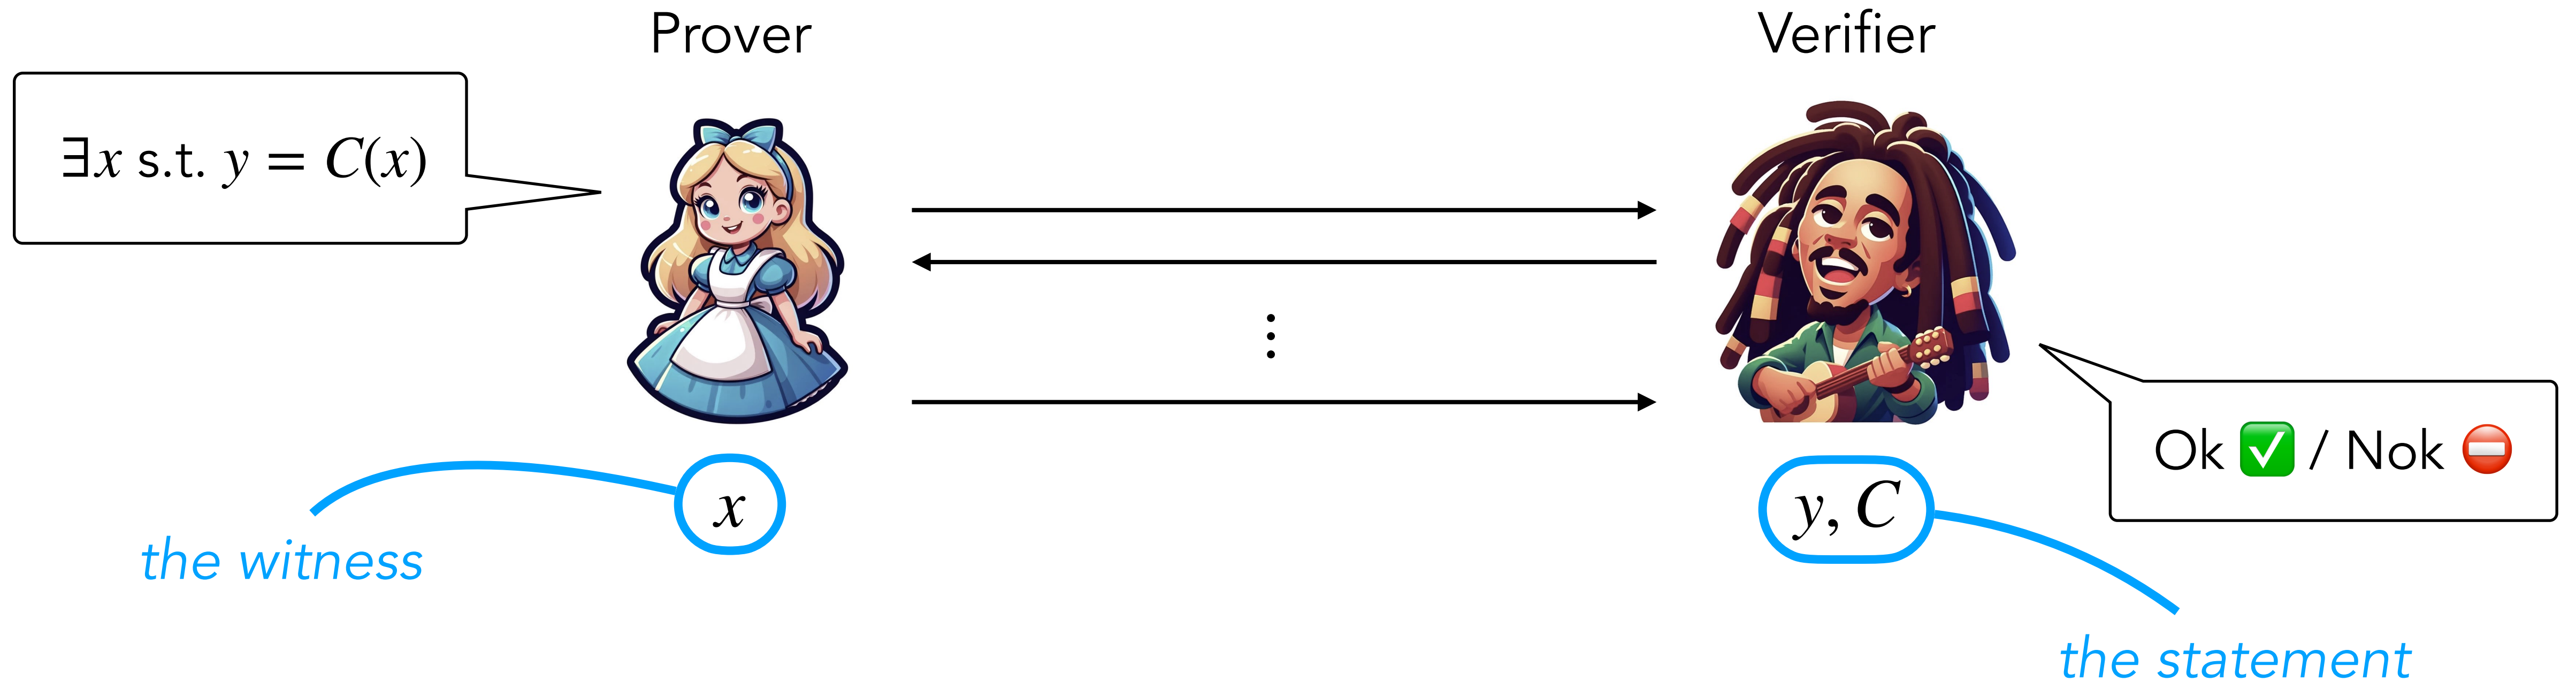 Prover
Verifier
∃x s.t. y = C(x)
⋮
Ok ✅ / Nok ⛔
x
y, C
the witness
the statement